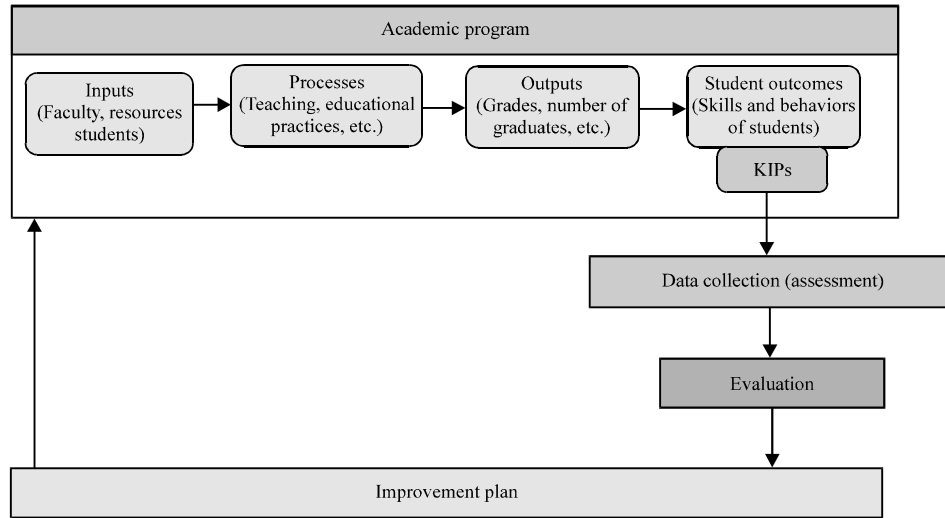 Academic program
Inputs
(Faculty, resources
students)
Processes
(Teaching, educational
practices, etc.)
Outputs
(Grades, number of
graduates, etc.)
Student outcomes
(Skills and behaviors
of students)
KIPs
Data collection (assessment)
Evaluation
Improvement plan